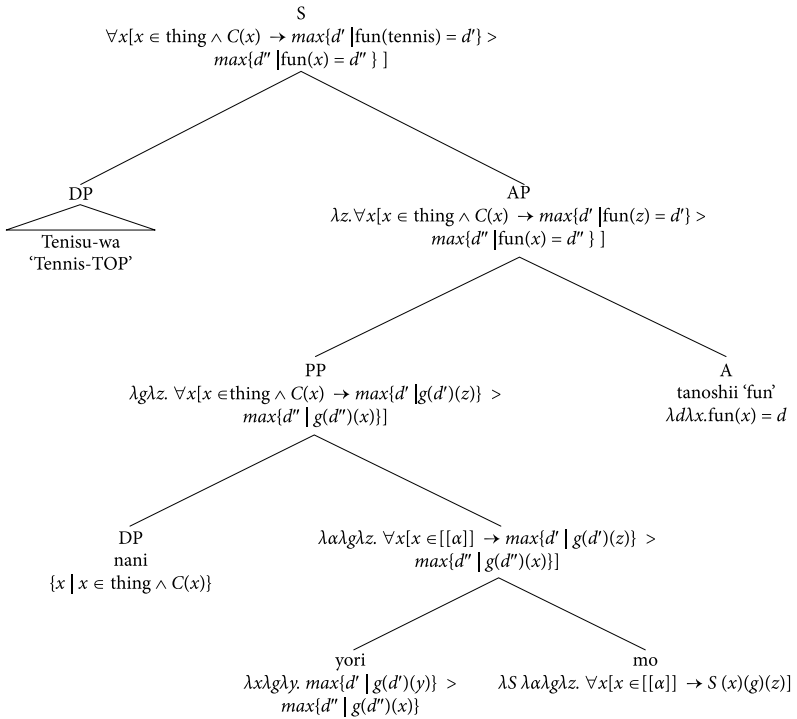 S
∀x[x ∈ thing ∧ C(x) → max{d′ |fun(tennis) = d′} >
max{d″ |fun(x) = d″ } ]
DP
Tenisu-wa
‘Tennis-TOP’
AP
λz.∀x[x ∈ thing ∧ C(x) → max{d′ |fun(z) = d′} >
max{d″ |fun(x) = d″ } ]
PP
λgλz. ∀x[x ∈thing ∧ C(x) → max{d′ |g(d′)(z)} >
max{d″ | g(d″)(x)}]
A
tanoshii ‘fun’
λdλx.fun(x) = d
DP
nani
{x | x ∈ thing ∧ C(x)}
λαλgλz. ∀x[x ∈[[α]] → max{d′ | g(d′)(z)} >
max{d″ | g(d″)(x)}]
yori
λxλgλy. max{d′ | g(d′)(y)} >
max{d″ | g(d″)(x)}
mo
λS λαλgλz. ∀x[x ∈[[α]] → S (x)(g)(z)]